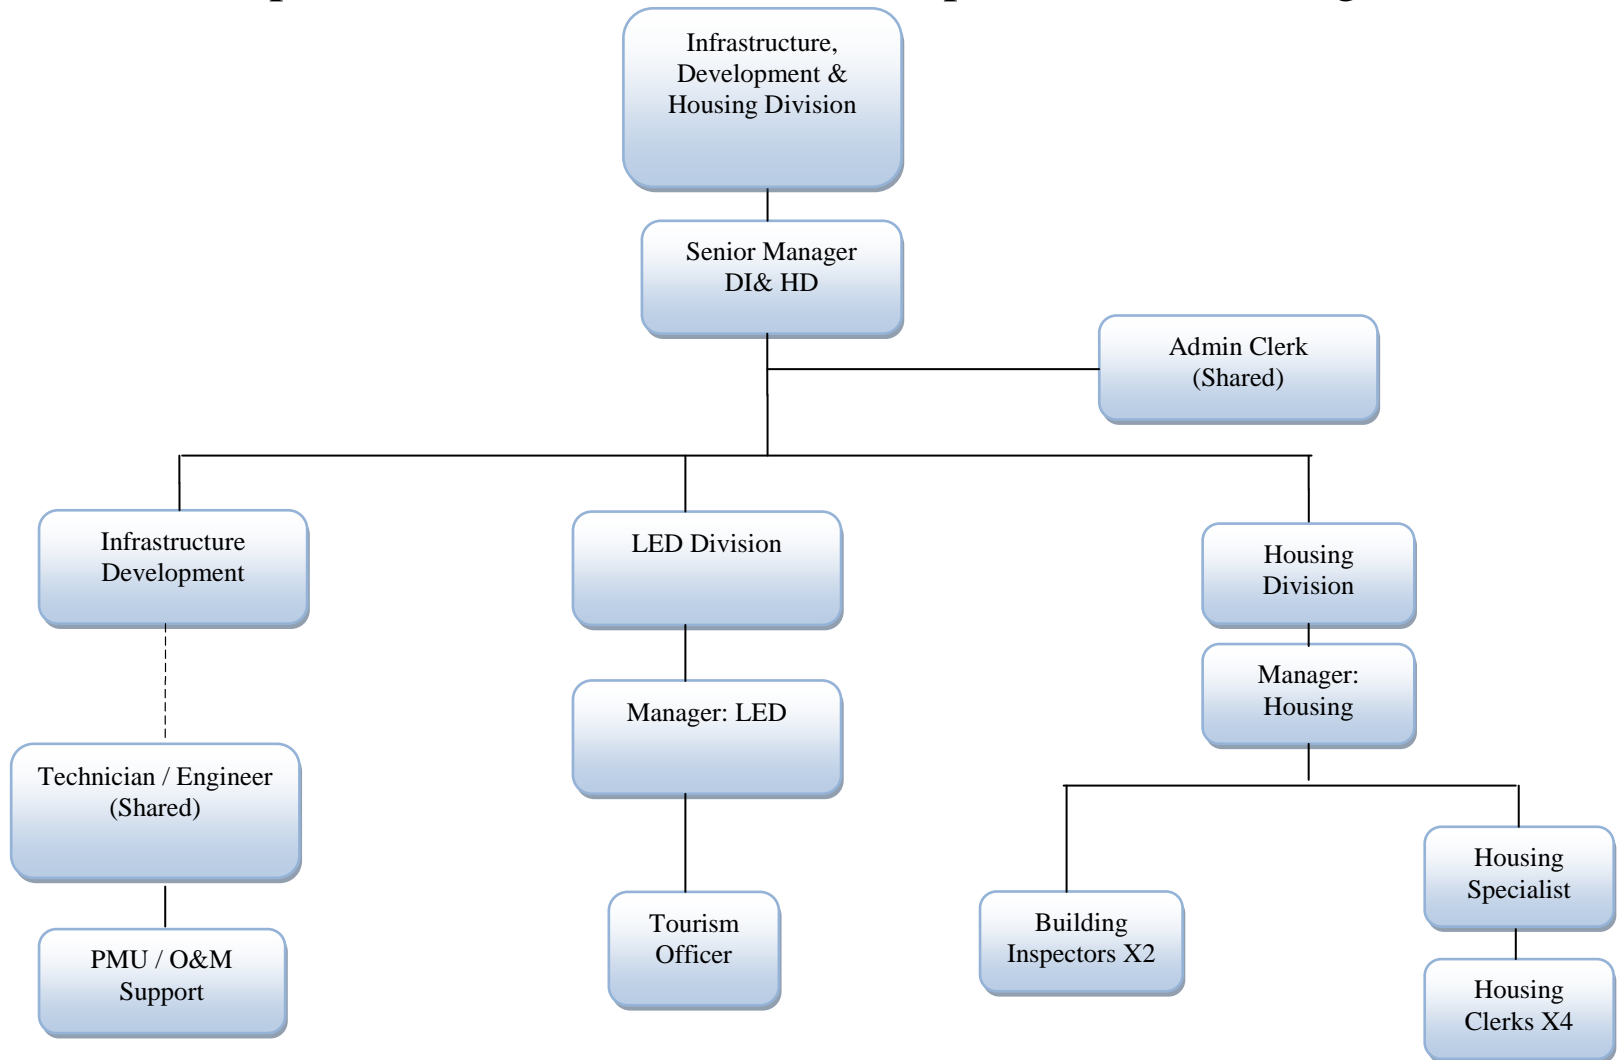 Infrastructure,
Development &
Housing Division
Senior Manager
DI& HD
Admin Clerk
(Shared)
Infrastructure
Development
LED Division
Housing
Division
Manager:
Housing
Manager: LED
Technician / Engineer
(Shared)
Housing
Specialist
Building
Inspectors X2
Tourism
Officer
PMU / O&M
Support
Housing
Clerks X4